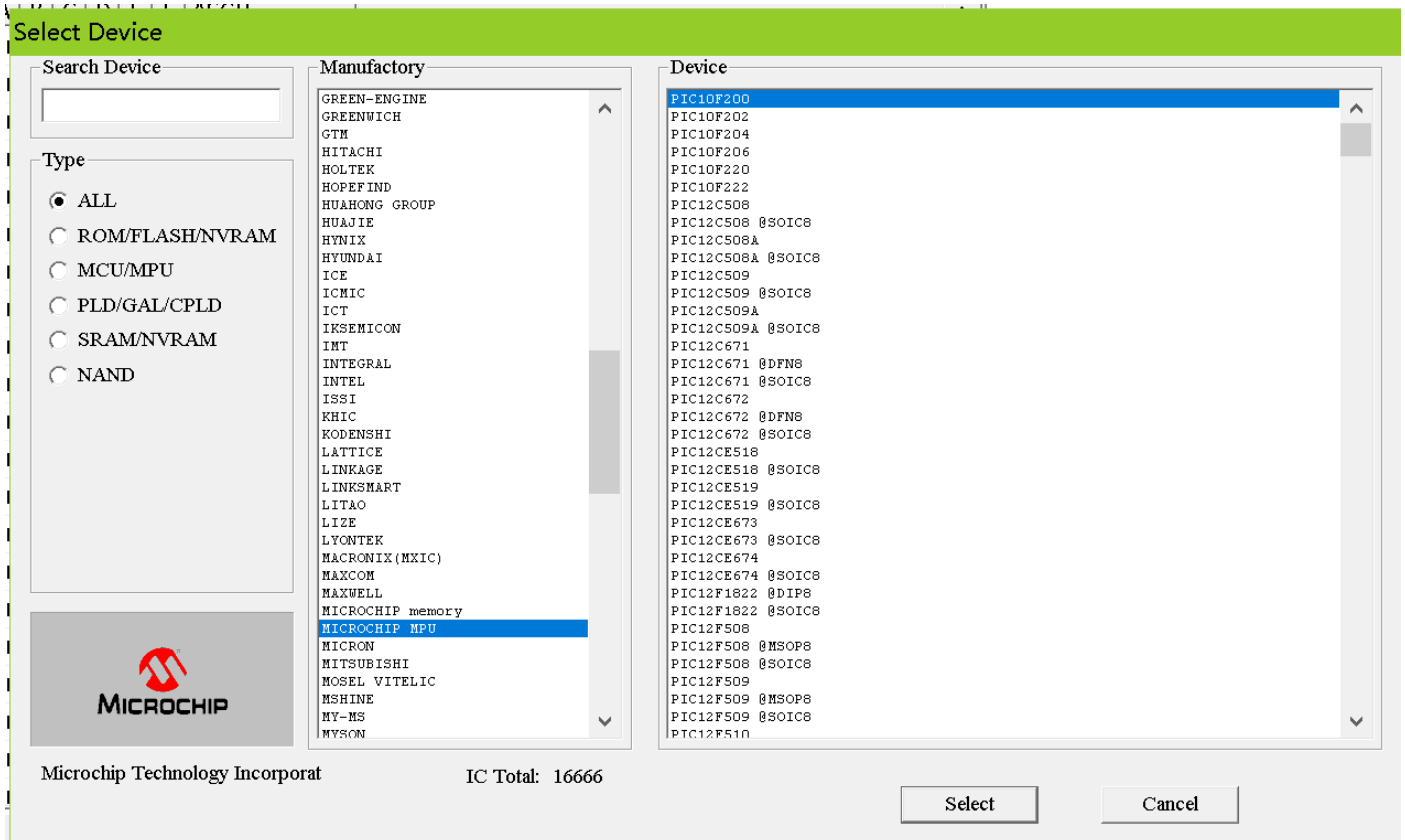 Select Device
Search Device
Type
ALL
ROM/FLASH/NVRAM
MCU/MPU
PLD/GAL/CPLD
SRAM/NVRAM
NAND
MICROCHIP
Microchip Technology Incorporat
Manufactory
GREEN-ENGINE
GREENWICH
GTM
HITACHI
HOLTEK
HOPEFIND
HUAHONG GROUP
HUAJIE
HYNIX
HYUNDAI
ICE
ICMIC
ICT
IKSEMICON
IMT
INTEGRAL
INTEL
ISSI
KHIC
KODENSHI
LATTICE
LINKAGE
LINKSMART
LITAO
LIZE
LYONTEK
MACRONIX(MXIC)
MAXCOM
MAXWELL
MICROCHIP memory
MICROCHIP MPU
MICRON
MITSUBISHI
MOSEL VITELIC
MSHINE
MY-MS
MYSON
IC Total: 16666
Device
PIC10F200
PIC10F202
PIC10F204
PIC10F206
PIC10F220
PIC10F222
PIC12C508
PIC12C508 @SOIC8
PIC12C508A
PIC12C508A @SOIC8
PIC12C509
PIC12C509 @SOIC8
PIC12C509A
PIC12C509A @SOIC8
PIC12C671
PIC12C671 @DFN8
PIC12C671 @SOIC8
PIC12C672
PIC12C672 @DFN8
PIC12C672 @SOIC8
PIC12CE518
PIC12CE518 @SOIC8
PIC12CE519
PIC12CE519 @SOIC8
PIC12CE673
PIC12CE673 @SOIC8
PIC12CE674
PIC12CE674 @SOIC8
PIC12F1822 @DIP8
PIC12F1822 @SOIC8
PIC12F508
PIC12F508 @MSOP8
PIC12F508 @SOIC8
PIC12F509
PIC12F509 @MSOP8
PIC12F509 @SOIC8
PIC12F510
Select
Cancel